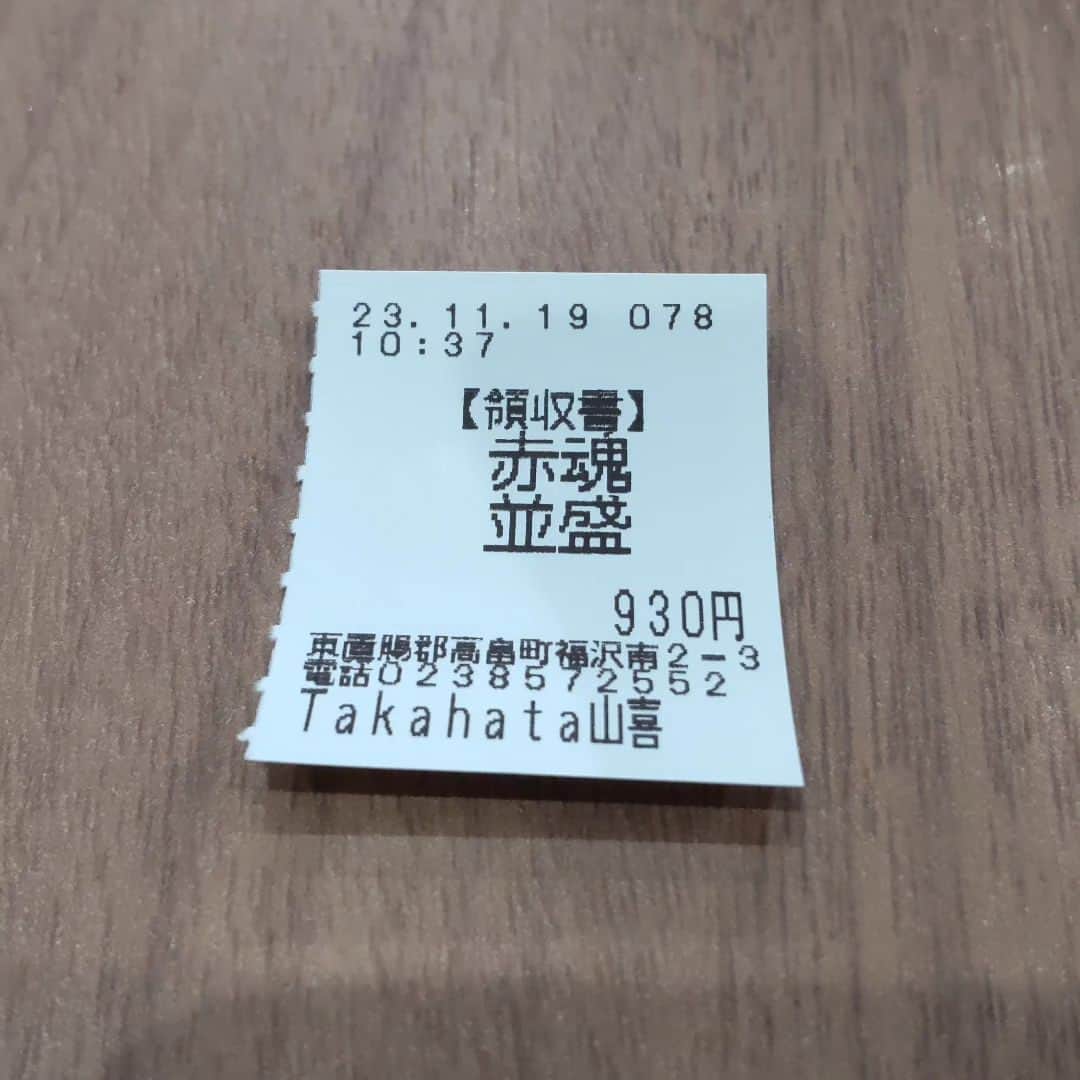 23.11.19 078
10:37
【領収書】
赤魂
並盛
930円
東置賜郡高畠町福沢南2-3
電話0238572552
Takahata山喜